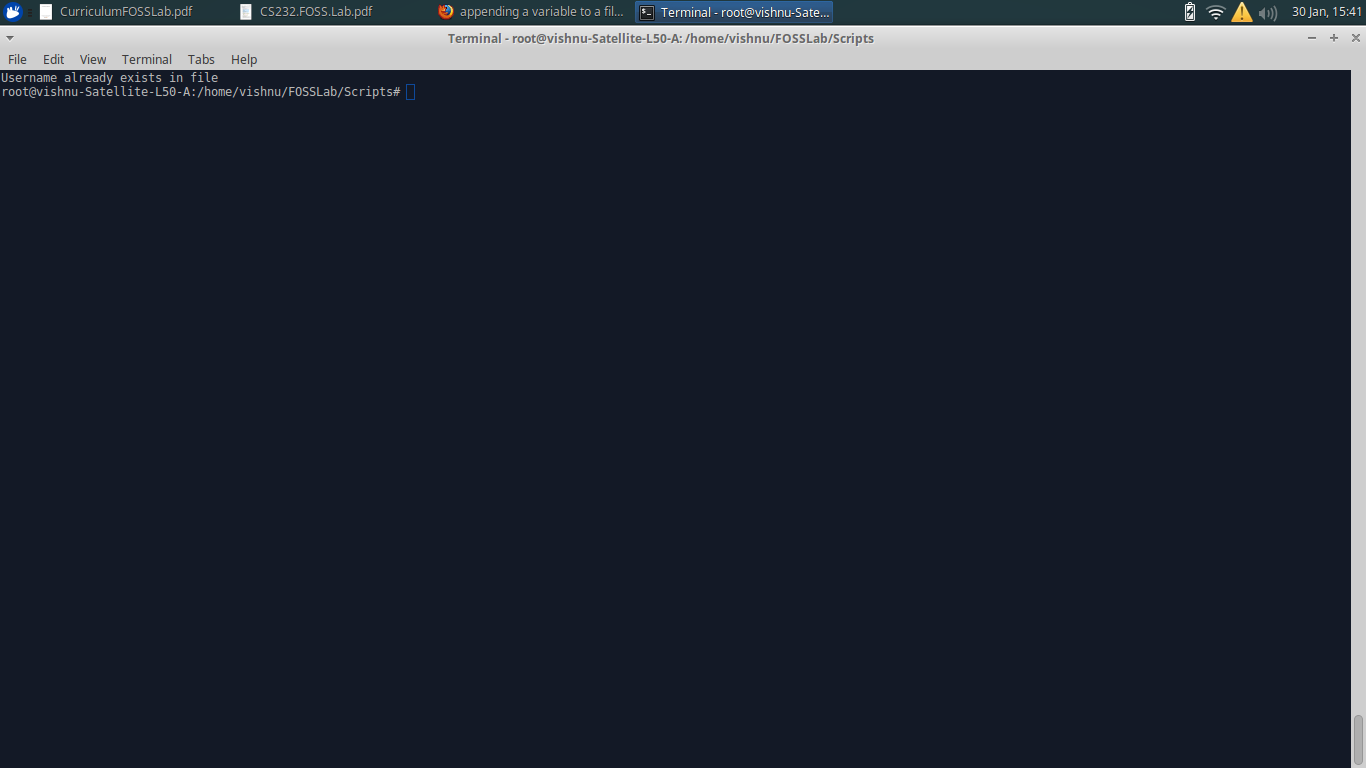 CurriculumFOSSLab.pdf
CS232.FOSS.Lab.pdf
appending a variable to a fil...
Terminal - root@vishnu-Sate...
30 Jan, 15:41
Terminal - root@vishnu-Satellite-L50-A: /home/vishnu/FOSSLab/Scripts
File Edit View Terminal Tabs Help
Username already exists in file
root@vishnu-Satellite-L50-A:/home/vishnu/FOSSLab/Scripts#